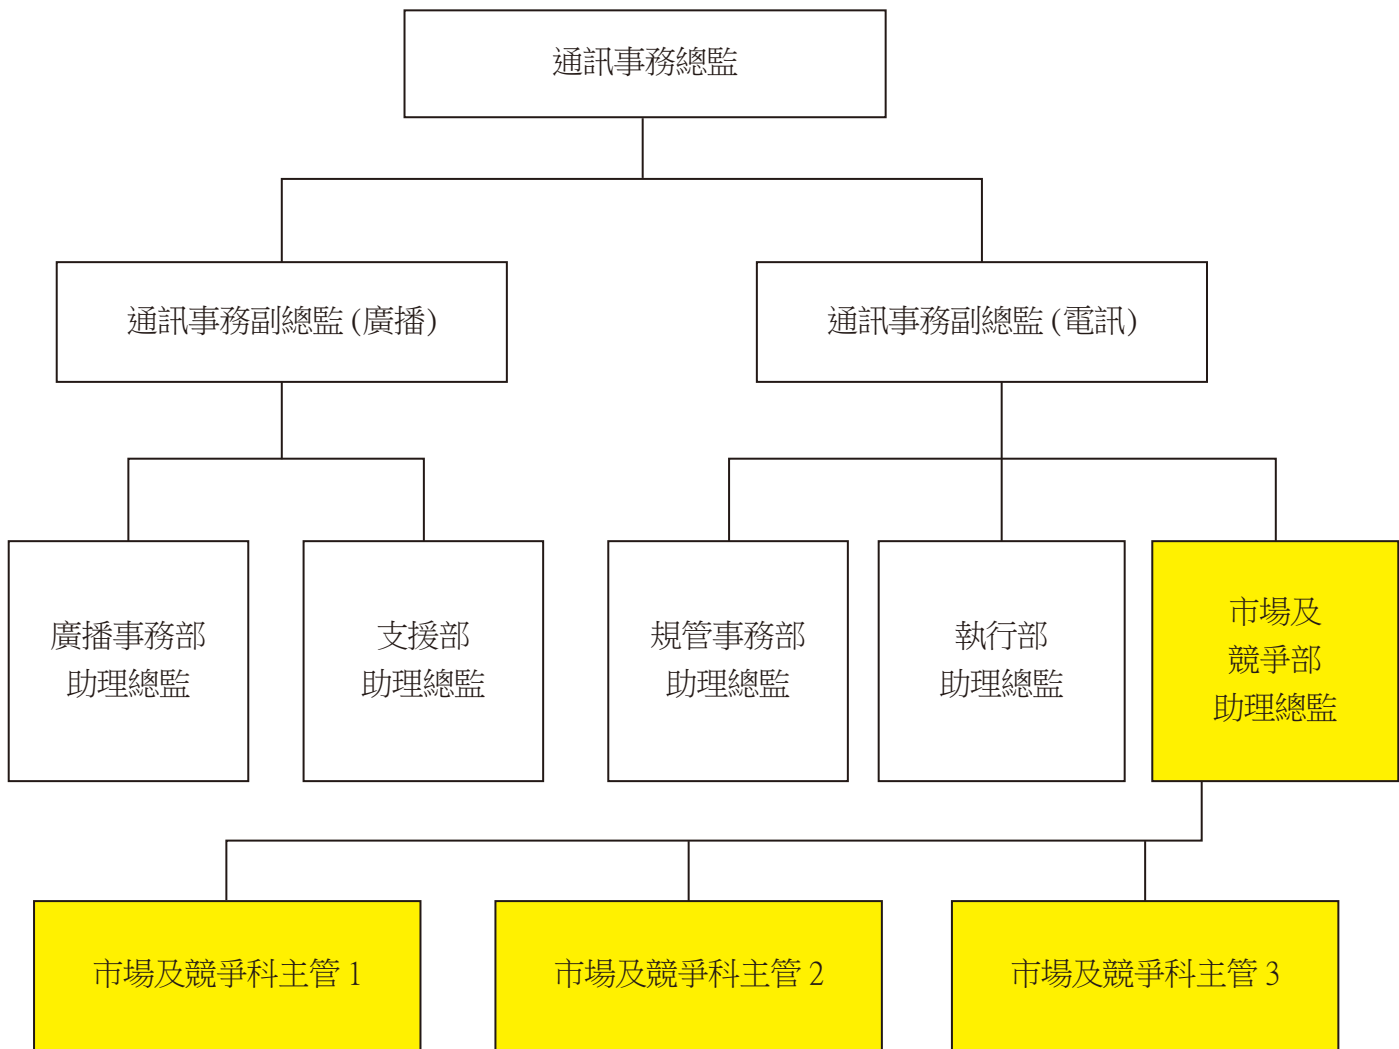 通訊事務總監
通訊事務副總監 (廣播)
通訊事務副總監 (電訊)
廣播事務部
助理總監
支援部
助理總監
規管事務部
助理總監
執行部
助理總監
市場及
競爭部
助理總監
市場及競爭科主管 1
市場及競爭科主管 2
市場及競爭科主管 3